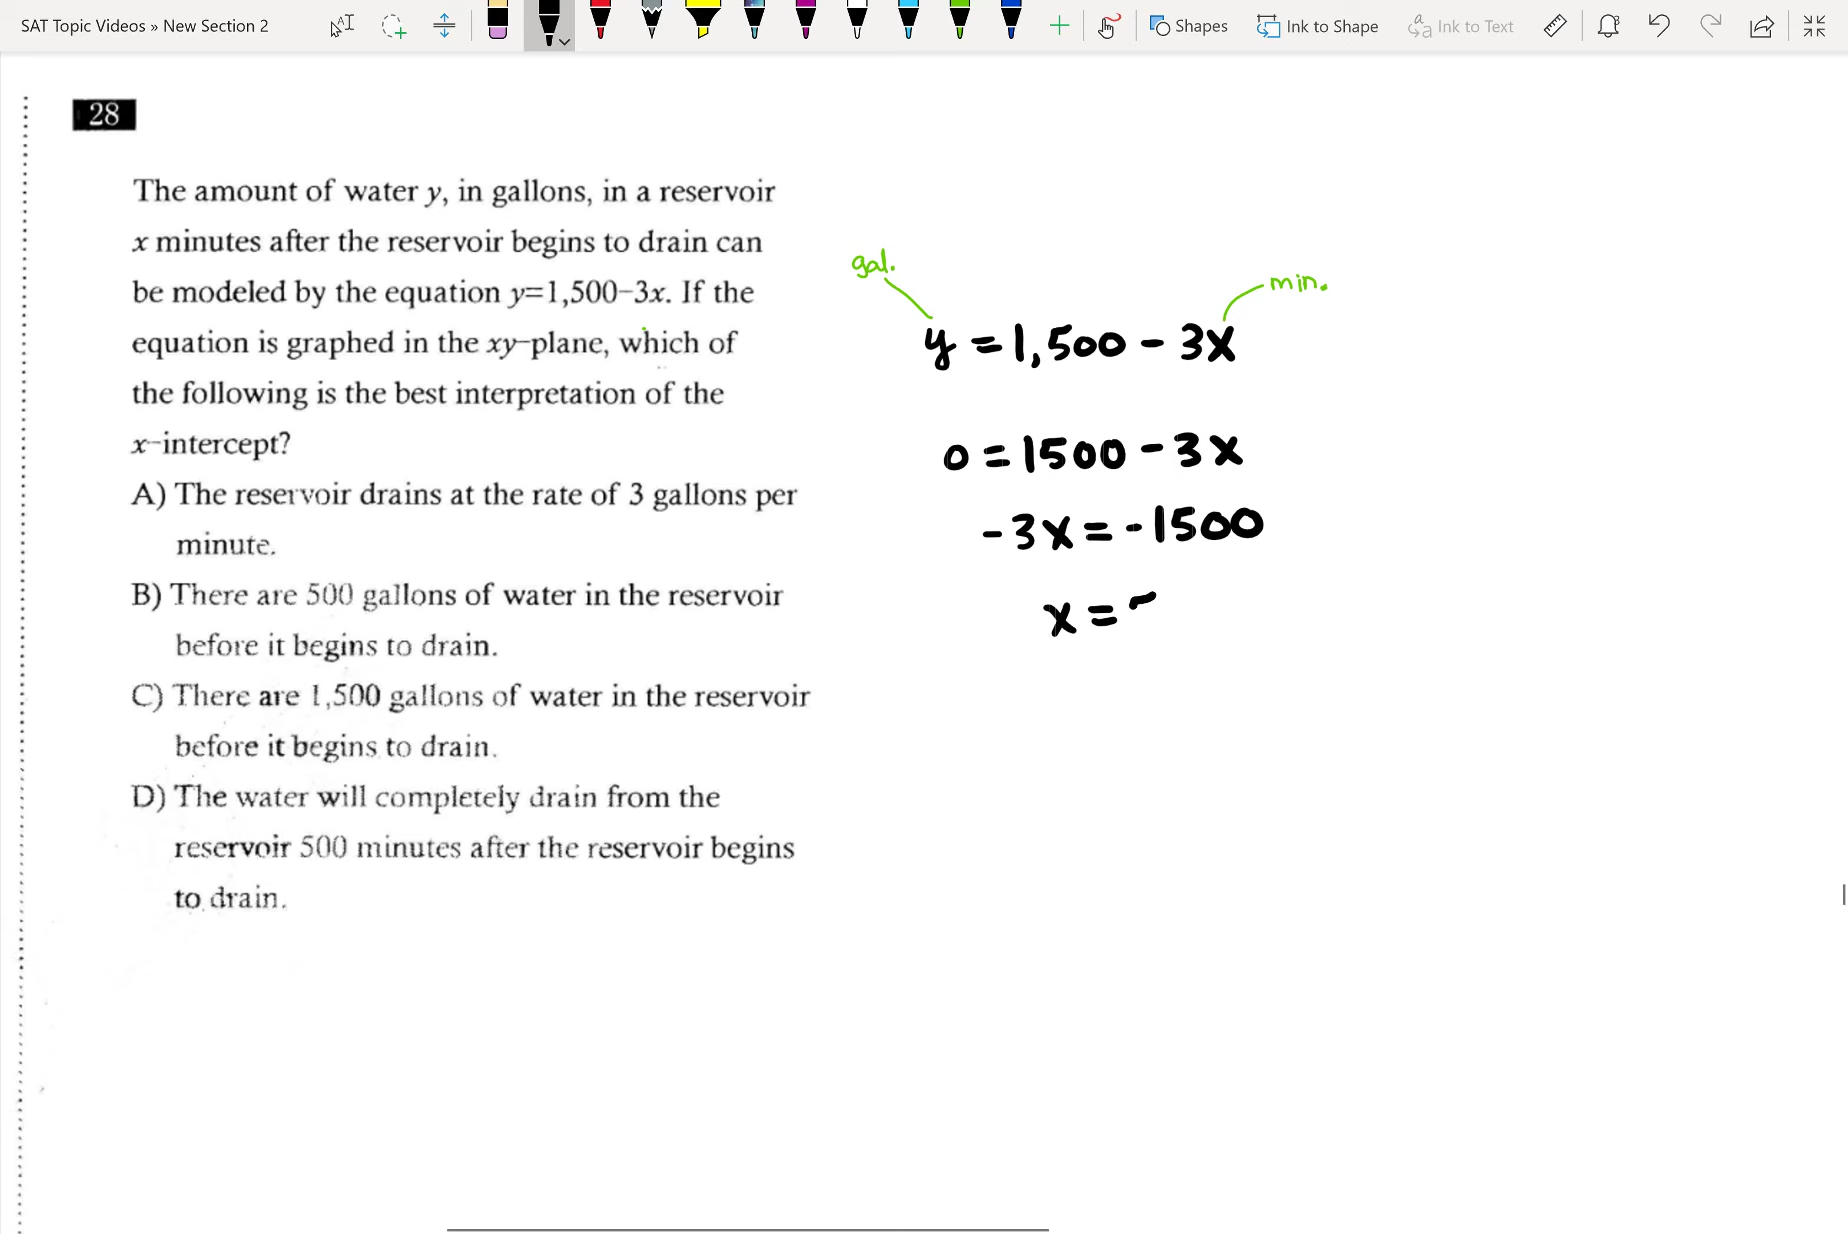 SAT Topic Videos » New Section 2
Shapes
Ink to Shape
Ink to Text
28
The amount of water y, in gallons, in a reservoir
x minutes after the reservoir begins to drain can
be modeled by the equation y=1,500–3x. If the
equation is graphed in the xy–plane, which of
the following is the best interpretation of the
x–intercept?
A) The reservoir drains at the rate of 3 gallons per
minute.
B) There are 500 gallons of water in the reservoir
before it begins to drain.
C) There are 1,500 gallons of water in the reservoir
before it begins to drain.
D) The water will completely drain from the
reservoir 500 minutes after the reservoir begins
to drain.
gal.
min.
y = 1,500 - 3x
0 = 1500 - 3x
-3x = -1500
x =